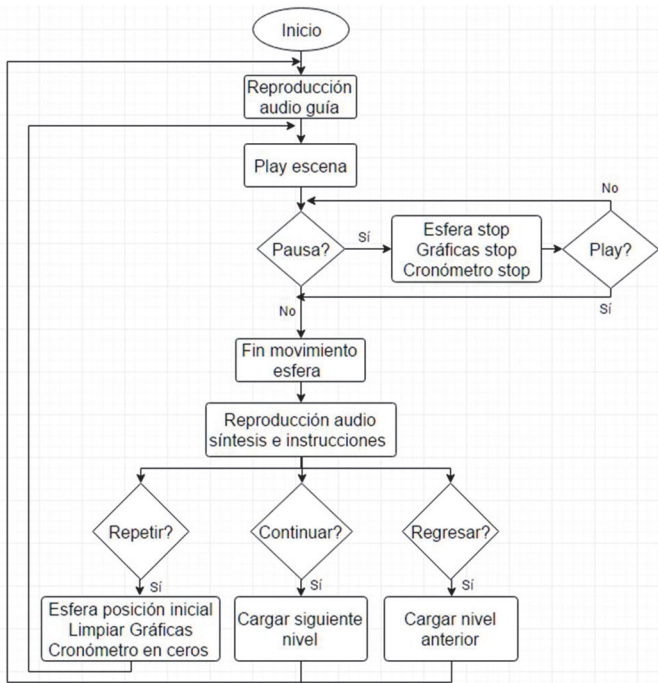 Inicio
Reproducción
audio guía
Play escena
No
Pausa?
Sí
Esfera stop
Gráficas stop
Cronómetro stop
Play?
Sí
No
Fin movimiento
esfera
Reproducción audio
síntesis e instrucciones
Repetir?
Continuar?
Regresar?
Sí
Sí
Sí
Esfera posición inicial
Limpiar Gráficas
Cronómetro en ceros
Cargar siguiente
nivel
Cargar nivel
anterior